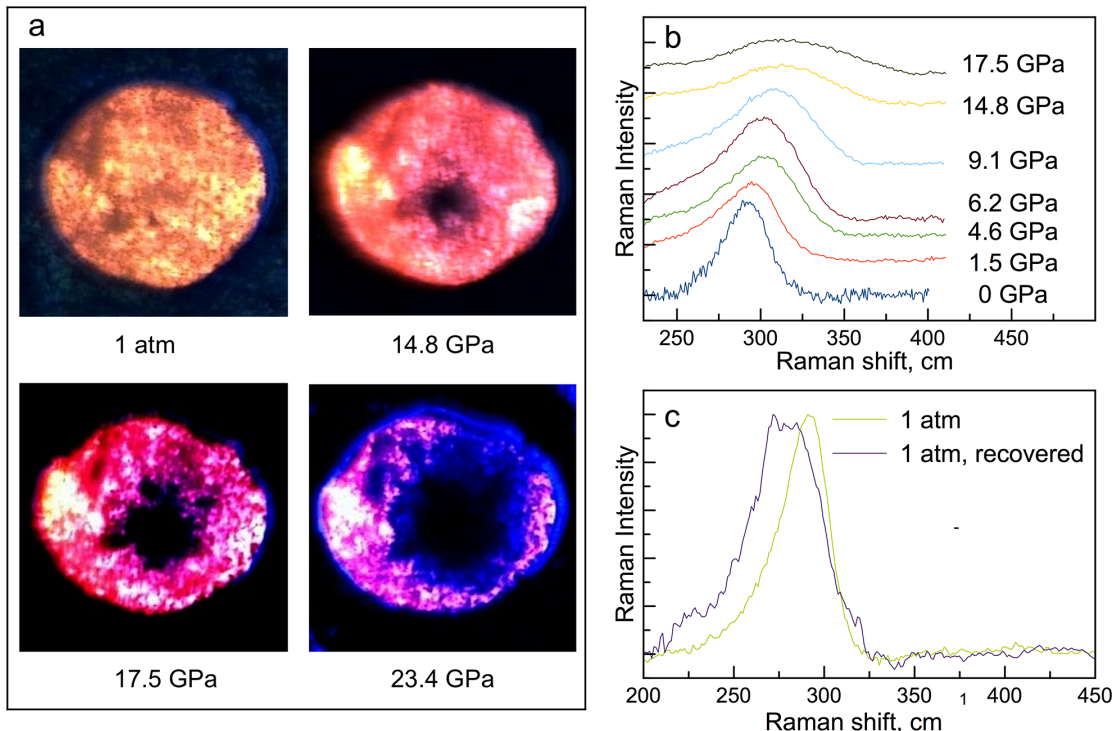 a
1 atm
14.8 GPa
17.5 GPa
23.4 GPa
b
17.5 GPa
14.8 GPa
9.1 GPa
6.2 GPa
4.6 GPa
1.5 GPa
0 GPa
Raman Intensity
250 300 350 400 450
Raman shift, cm
c
1 atm
1 atm, recovered
-
Raman Intensity
200 250 300 350 400 450
1
Raman shift, cm